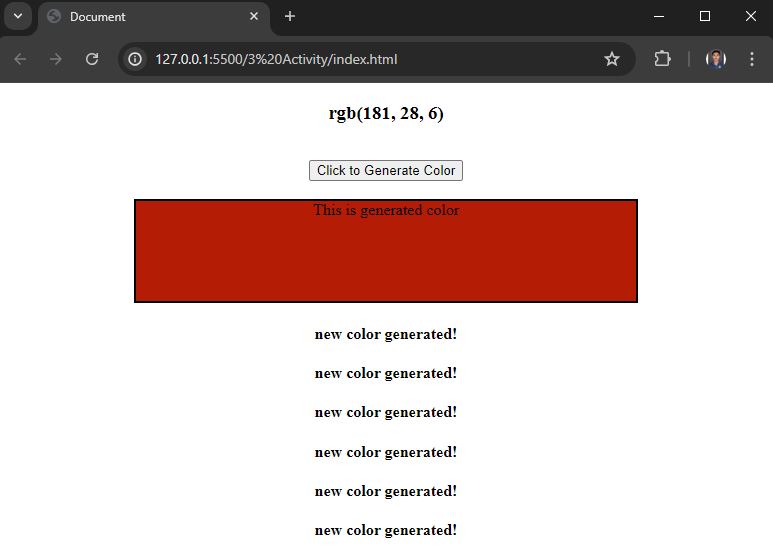 Document
127.0.0.1:5500/3%20Activity/index.html
rgb(181, 28, 6)
Click to Generate Color
This is generated color
new color generated!
new color generated!
new color generated!
new color generated!
new color generated!
new color generated!